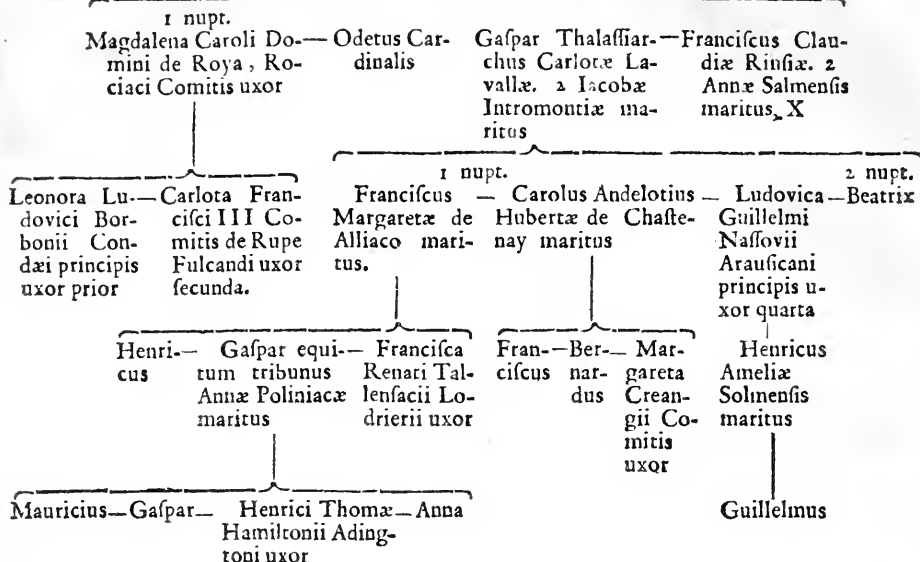 1 nupt.
Magdalena Caroli Do-
mini de Roya, Ro-
ciaci Comitis uxor
— Odetus Car-
dinalis
Gaſpar Thalaſſiar-
chus Carlotæ La-
vallæ. 2 Iacobæ
Intromontiæ ma-
ritus
— Franciſcus Clau-
diæ Rinſiæ. 2
Annæ Salmenſis
maritus, X
Leonora Lu-
dovici Bor-
bonii Con-
dæi principis
uxor prior
— Carlota Fran-
ciſci III Co-
mitis de Rupe
Fulcandi uxor
ſecunda.
1 nupt.
Franciſcus
Margaretæ de
Alliaco mari-
tus.
— Carolus Andelotius
Hubertæ de Chaſte-
nay maritus
— Ludovica
Guillelmi
Naſſovii
Arauſicani
principis u-
xor quarta
2 nupt.
— Beatrix
Henri-
cus
— Gaſpar equi-
tum tribunus
Annæ Poliniacæ
maritus
— Franciſca
Renati Tal-
lenſacii Lo-
drierii uxor
Fran-
ciſcus
— Ber-
nar-
dus
— Mar-
gareta
Crean-
gii Co-
mitis
uxor
Henricus
Ameliæ
Solmenſis
maritus
Mauricius — Gaſpar — Henrici Thomæ — Anna
Hamiltonii Ading-
toni uxor
Guillelmus